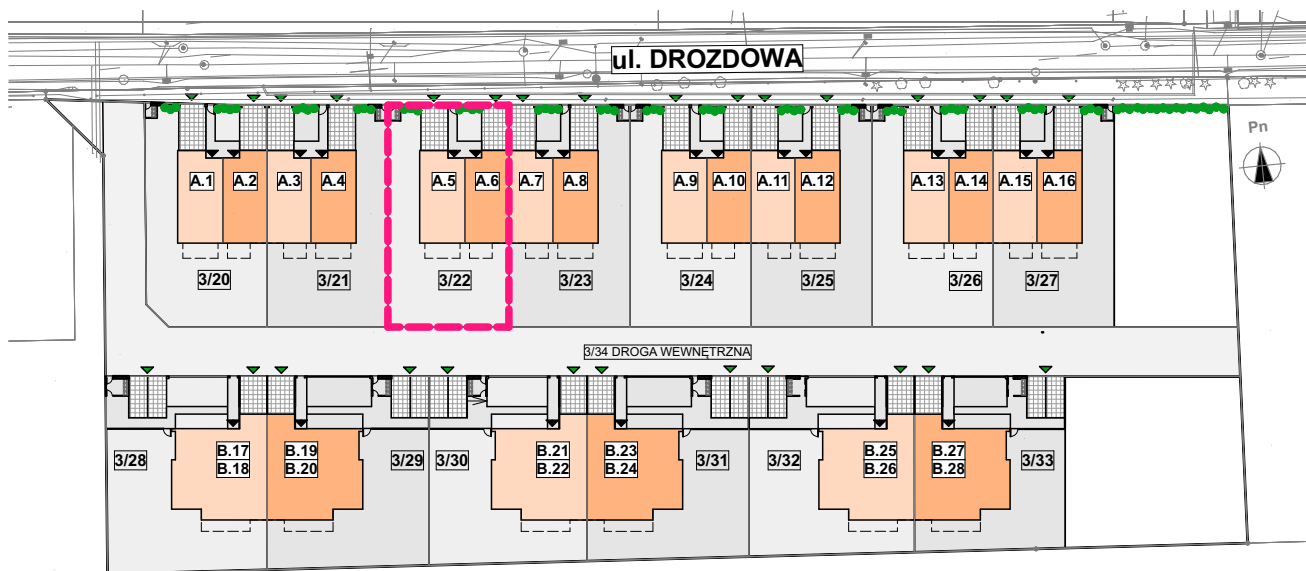 ul. DROZDOWA
Pn
A.1
A.2
A.3
A.4
A.5
A.6
A.7
A.8
A.9
A.10
A.11
A.12
A.13
A.14
A.15
A.16
3/20
3/21
3/22
3/23
3/24
3/25
3/26
3/27
3/34 DROGA WEWNĘTRZNA
3/28
B.17
B.18
B.19
B.20
3/29
3/30
B.21
B.22
B.23
B.24
3/31
3/32
B.25
B.26
B.27
B.28
3/33